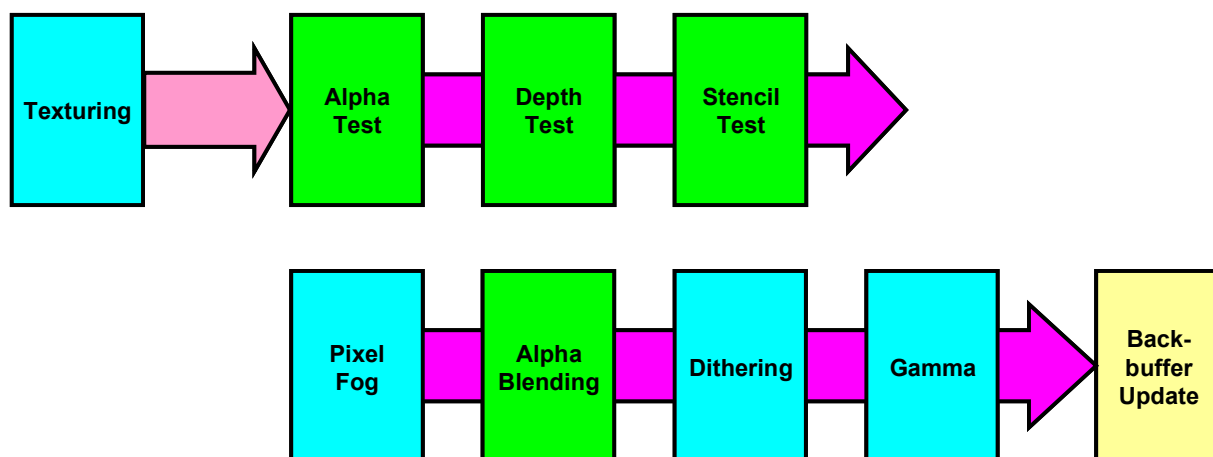 Texturing
Alpha
Test
Depth
Test
Stencil
Test
Pixel
Fog
Alpha
Blending
Dithering
Gamma
Back-
buffer
Update